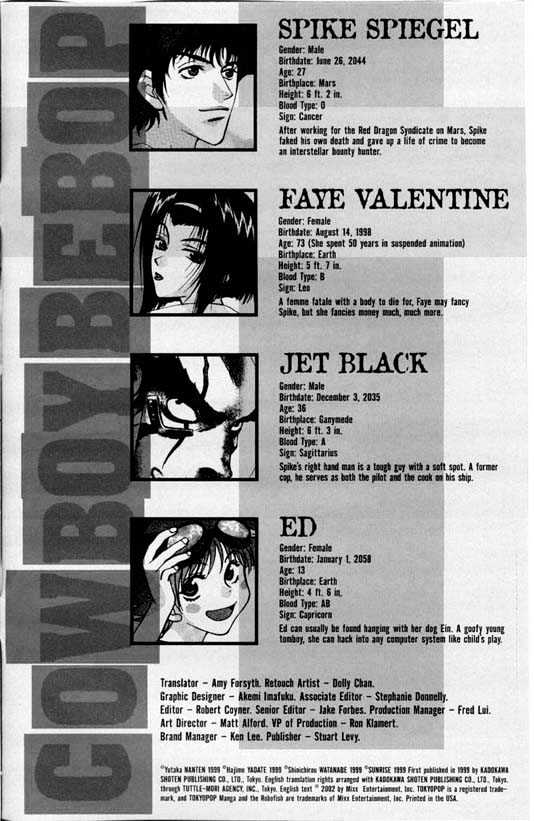 COWBOY BEBOP
SPIKE SPIEGEL
Gender: Male
Birthdate: June 26, 2044
Age: 27
Birthplace: Mars
Height: 6 ft. 2 in.
Blood Type: O
Sign: Cancer
After working for the Red Dragon Syndicate on Mars, Spike
faked his own death and gave up a life of crime to become
an interstellar bounty hunter.
FAYE VALENTINE
Gender: Female
Birthdate: August 14, 1998
Age: 73 (She spent 50 years in suspended animation)
Birthplace: Earth
Height: 5 ft. 7 in.
Blood Type: B
Sign: Leo
A femme fatale with a body to die for, Faye may fancy
Spike, but she fancies money much, much more.
JET BLACK
Gender: Male
Birthdate: December 3, 2035
Age: 36
Birthplace: Ganymede
Height: 6 ft. 3 in.
Blood Type: A
Sign: Sagittarius
Spike's right hand man is a tough guy with a soft spot. A former
cop, he serves as both the pilot and the cook on his ship.
ED
Gender: Female
Birthdate: January 1, 2058
Age: 13
Birthplace: Earth
Height: 4 ft. 6 in.
Blood Type: AB
Sign: Capricorn
Ed can usually be found hanging with her dog Ein. A goofy young
tomboy, she can hack into any computer system like child's play.
Translator – Amy Forsyth. Retouch Artist – Dolly Chan.
Graphic Designer – Akemi Imafuku. Associate Editor – Stephanie Donnelly.
Editor – Robert Coyner. Senior Editor – Jake Forbes. Production Manager – Fred Lui.
Art Director – Matt Alford. VP of Production – Ron Klamert.
Brand Manager – Ken Lee. Publisher – Stuart Levy.
©Yutaka NANTEN 1999 ©Hajime YADATE 1999 ©Shinichirou WATANABE 1999 ©SUNRISE 1999 First published in 1999 by KADOKAWA
SHOTEN PUBLISHING CO., LTD., Tokyo. English translation rights arranged with KADOKAWA SHOTEN PUBLISHING CO., LTD., Tokyo.
through TUTTLE-MORI AGENCY, INC., Tokyo. English text © 2002 by Mixx Entertainment, Inc. TOKYOPOP is a registered trade-
mark, and TOKYOPOP Manga and the Robofish are trademarks of Mixx Entertainment, Inc. Printed in the USA.